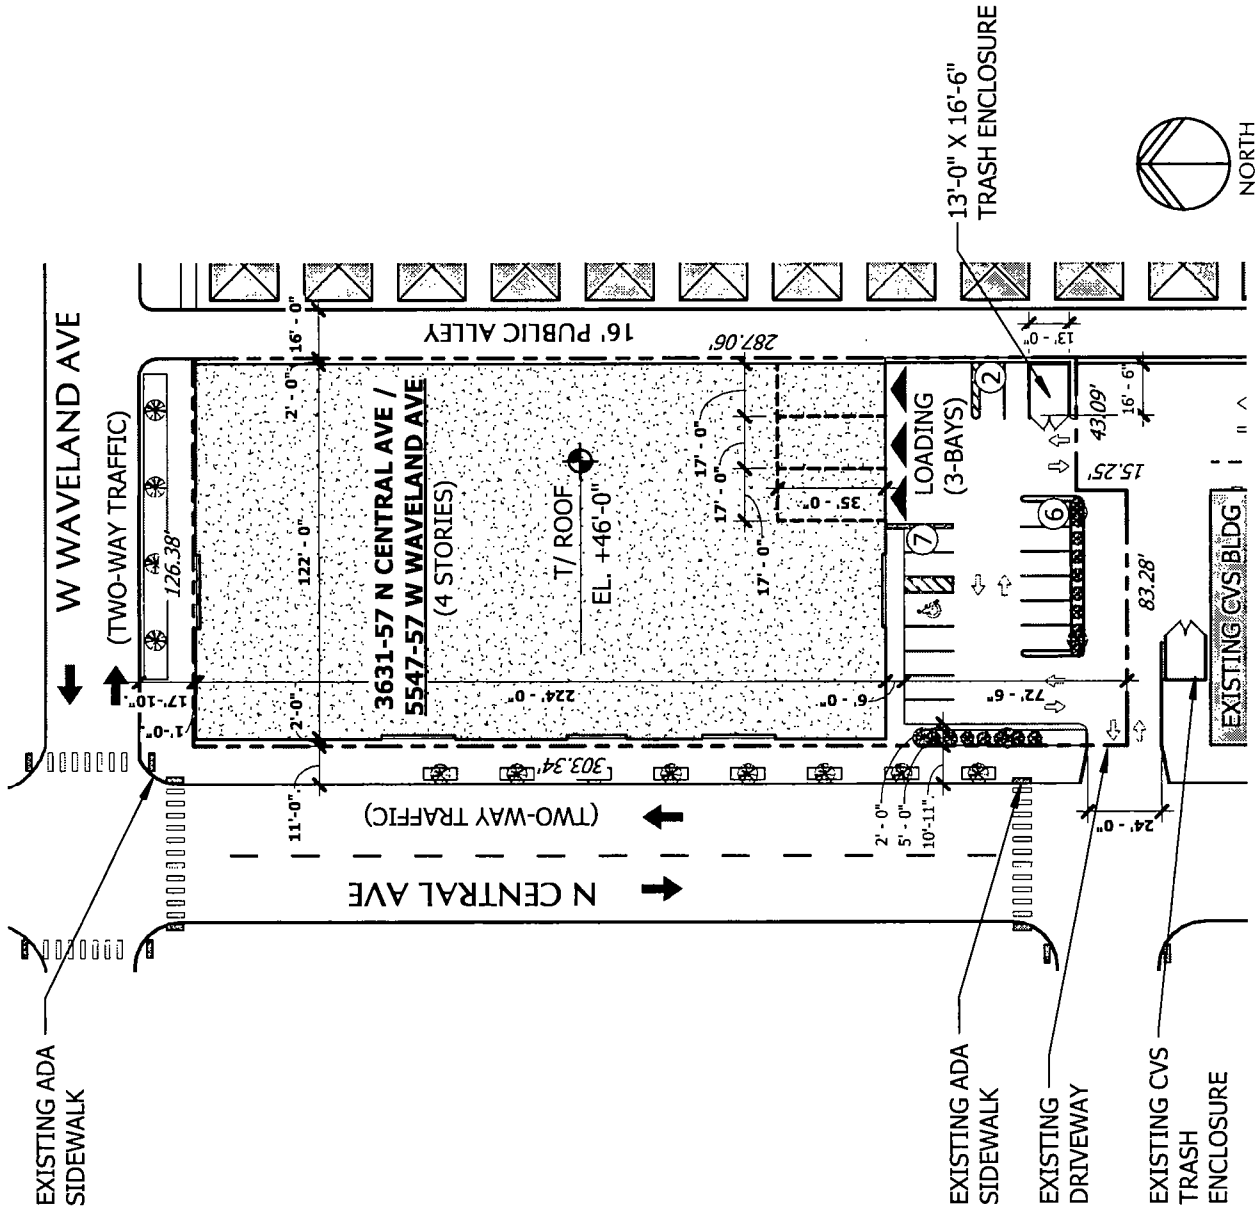 W WAVELAND AVE
(TWO-WAY TRAFFIC)
126.38'
17'-10"
1'-0"
2'-0"
122' - 0"
2' - 0"
16' - 0"
11'-0"
3631-57 N CENTRAL AVE /
5547-57 W WAVELAND AVE
(4 STORIES)
T/ ROOF
EL. +46'-0"
224' - 0"
303.34'
16' PUBLIC ALLEY
287.06'
17' - 0"
17' - 0"
17' - 0"
35' - 0"
LOADING
(3-BAYS)
7
2
6
6' - 0"
72' - 6"
2' - 0"
5' - 0"
10'-11"
24' - 0"
13' - 0"
16' - 6"
43.09'
15.25'
83.28'
13'-0" X 16'-6"
TRASH ENCLOSURE
EXISTING CVS BLDG
N CENTRAL AVE
(TWO-WAY TRAFFIC)
EXISTING ADA
SIDEWALK
EXISTING ADA
SIDEWALK
EXISTING
DRIVEWAY
EXISTING CVS
TRASH
ENCLOSURE
NORTH